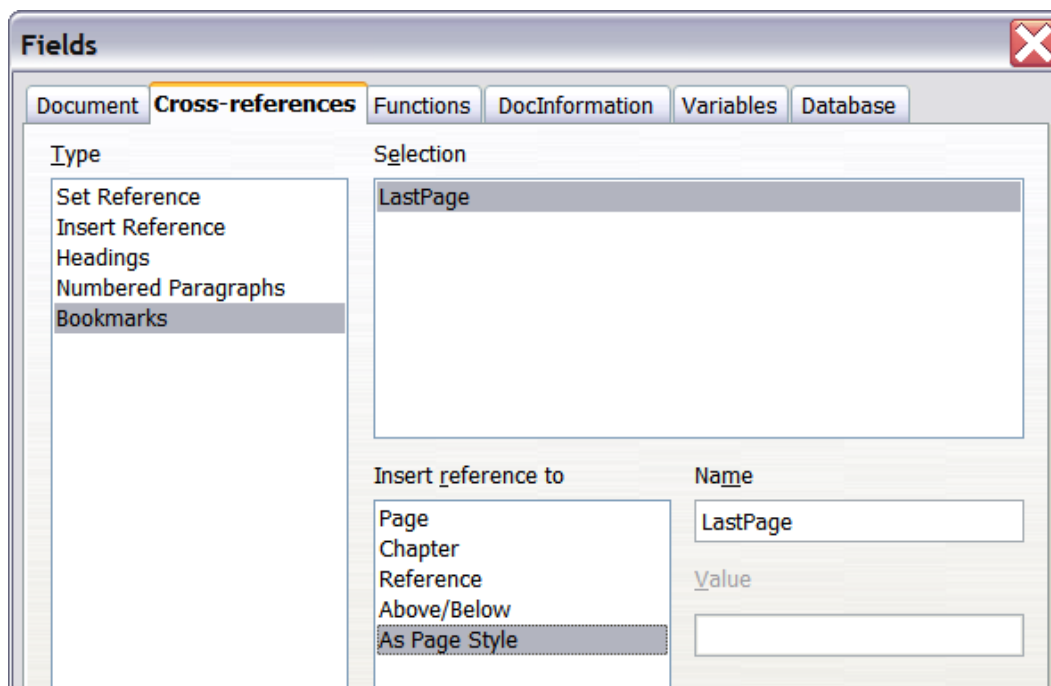 Fields
Document Cross-references Functions DocInformation Variables Database
Type
Set Reference
Insert Reference
Headings
Numbered Paragraphs
Bookmarks
Selection
LastPage
Insert reference to
Page
Chapter
Reference
Above/Below
As Page Style
Name
LastPage
Value